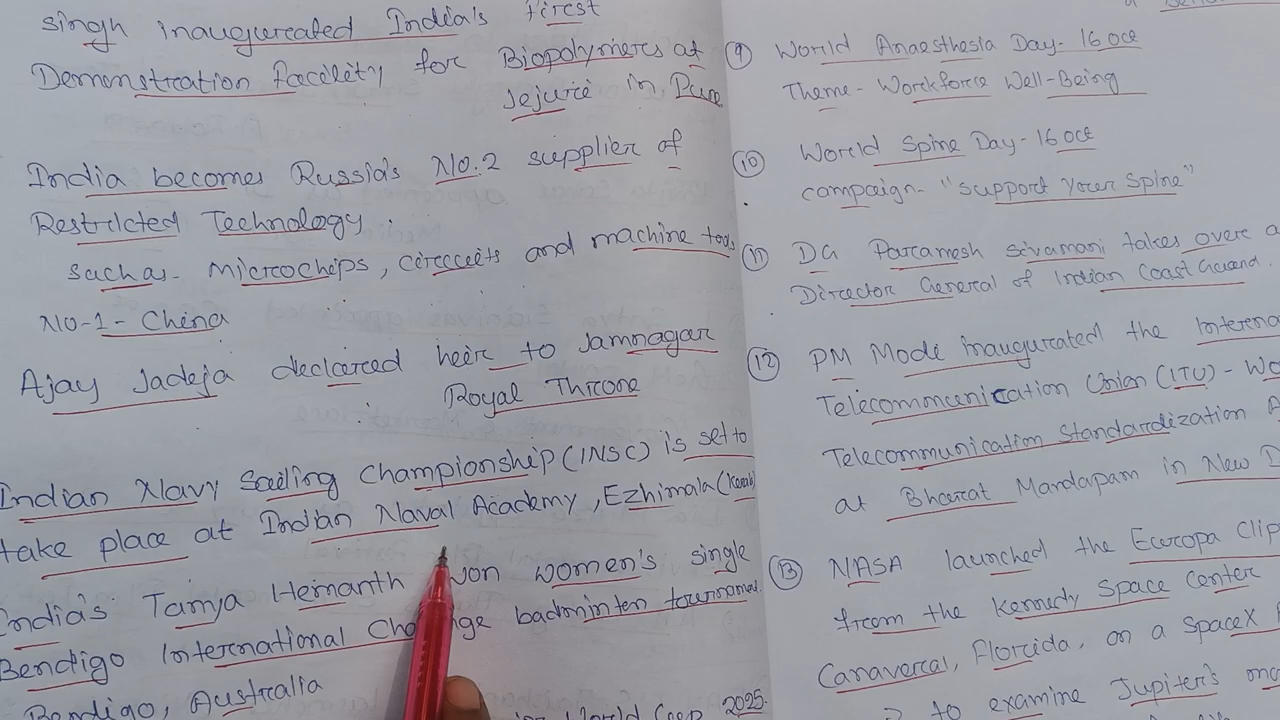 singh inaugurated India's first
Demonstration facility for Biopolymers at
Jejuri in, Pune
India becomes Russia's NO.2 supplier of
Restricted Technology.
such as- microchips, circuits and machine tools
NO-1- China
Ajay Jadeja declared heir to Jamnagar
Royal Throne
Indian Navy Sailing Championship (INSC) is set to
take place at Indian Naval Academy, Ezhimala (Kerala)
India's Tanya Hemanth won women's single
Bendigo International Cha nge badminten tournament.
Bendigo, Australia
World Cup 2025.
9 World Anaesthesia Day- 16 oct
Theme- Workforce Well-Being
10 World Spine Day- 16 oct
campaign- "support your spine"
11 DG Paramesh Sivamani takes over a
Director General of Indian Coast Guard.
12 PM Mode inaugurated the Interna
Telecommunication Union (ITU) - Wo
Telecommunication Standardization A
at Bharat Mandapam in New D
13 NASA launched the Europa Clip
from the Kennedy Space Center
Canaveral, Florida, on a SpaceX
to examine Jupiter's mo